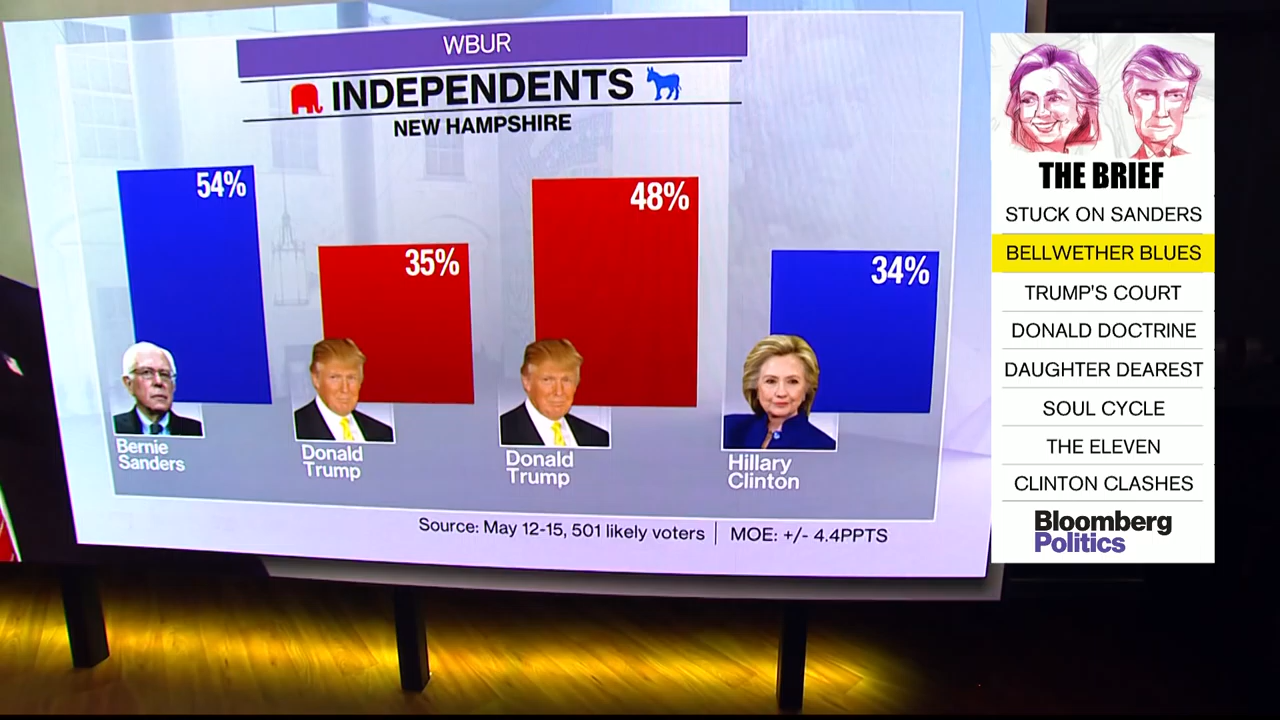 WBUR
INDEPENDENTS
NEW HAMPSHIRE
54%
35%
48%
34%
Bernie
Sanders
Donald
Trump
Donald
Trump
Hillary
Clinton
Source: May 12-15, 501 likely voters | MOE: +/- 4.4PPTS
THE BRIEF
STUCK ON SANDERS
BELLWETHER BLUES
TRUMP'S COURT
DONALD DOCTRINE
DAUGHTER DEAREST
SOUL CYCLE
THE ELEVEN
CLINTON CLASHES
Bloomberg
Politics